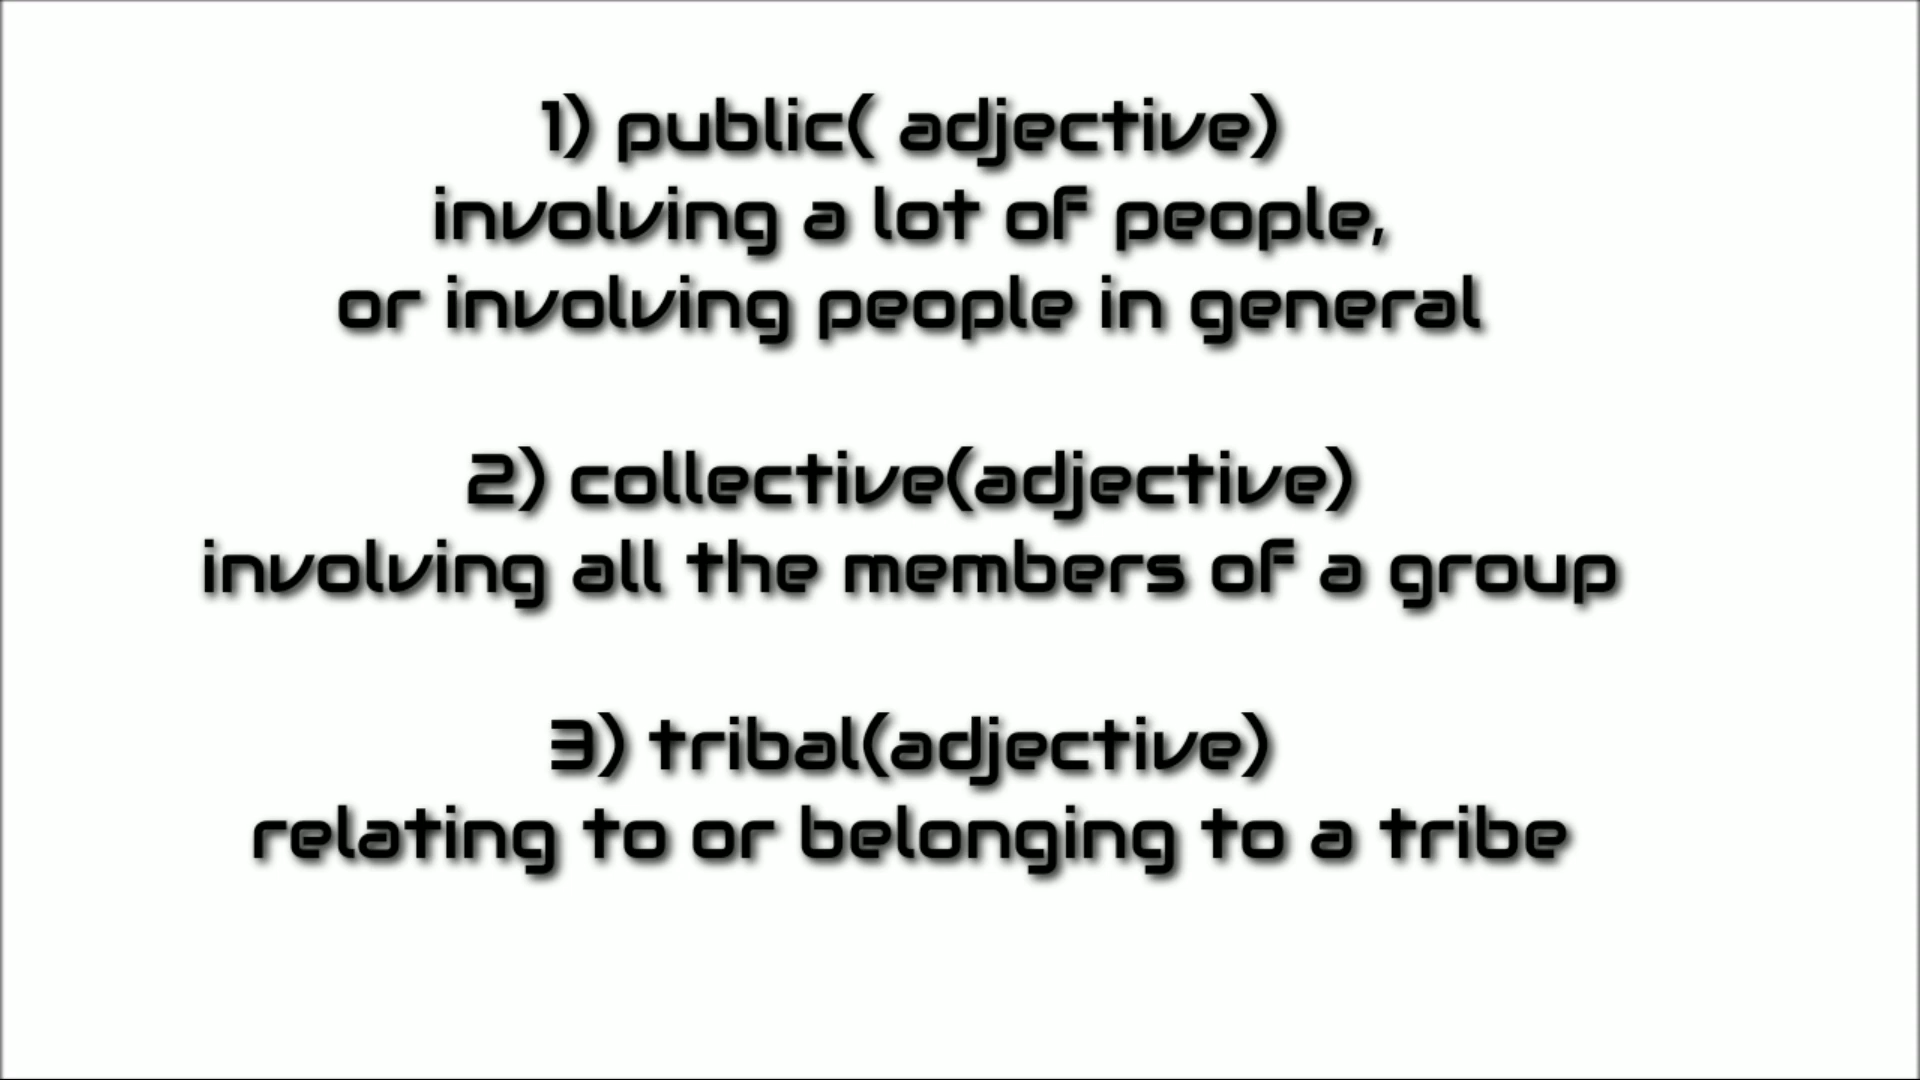 1) public( adjective)
involving a lot of people,
or involving people in general
2) collective(adjective)
involving all the members of a group
3) tribal(adjective)
relating to or belonging to a tribe